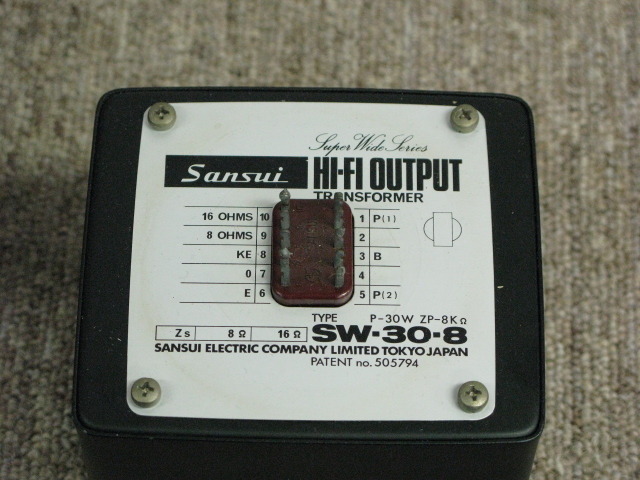 Super Wide Series
Sansui HI-FI OUTPUT
TRANSFORMER
16 OHMS 10 1 P(1)
8 OHMS 9 2
KE 8 3 B
0 7 4
E 6 5 P(2)
TYPE P-30W ZP-8KΩ
Zs 8Ω 16Ω SW-30-8
SANSUI ELECTRIC COMPANY LIMITED TOKYO JAPAN
PATENT no. 505794